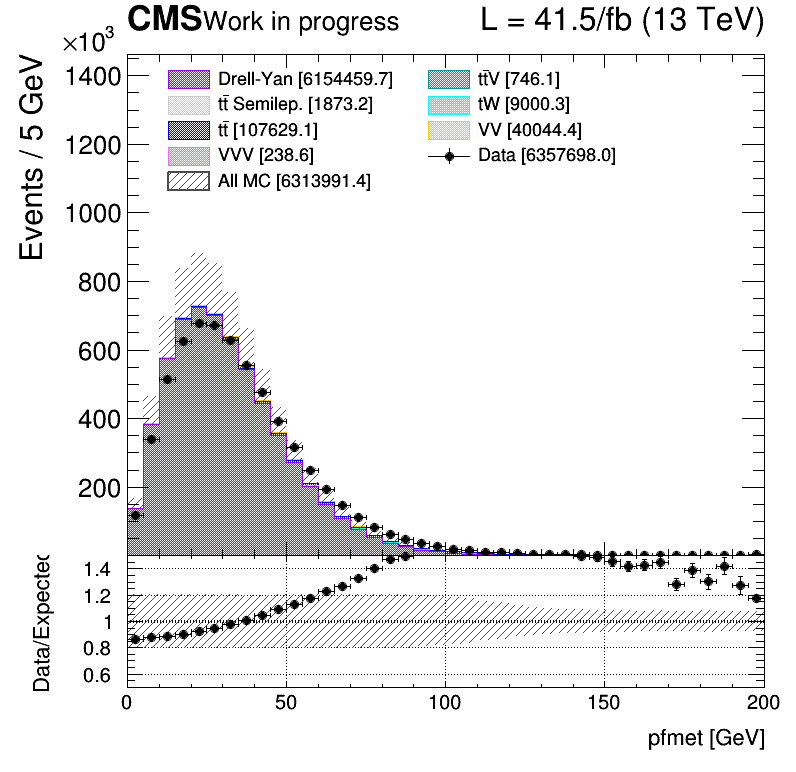 CMS Work in progress L = 41.5/fb (13 TeV)
×10³
Events / 5 GeV
Drell-Yan [6154459.7]
tt̄ Semilep. [1873.2]
tt̄ [107629.1]
VVV [238.6]
All MC [6313991.4]
tt̄V [746.1]
tW [9000.3]
VV [40044.4]
Data [6357698.0]
1400
1200
1000
800
600
400
200
Data/Expected
1.4
1.2
1
0.8
0.6
0 50 100 150 200
pfmet [GeV]